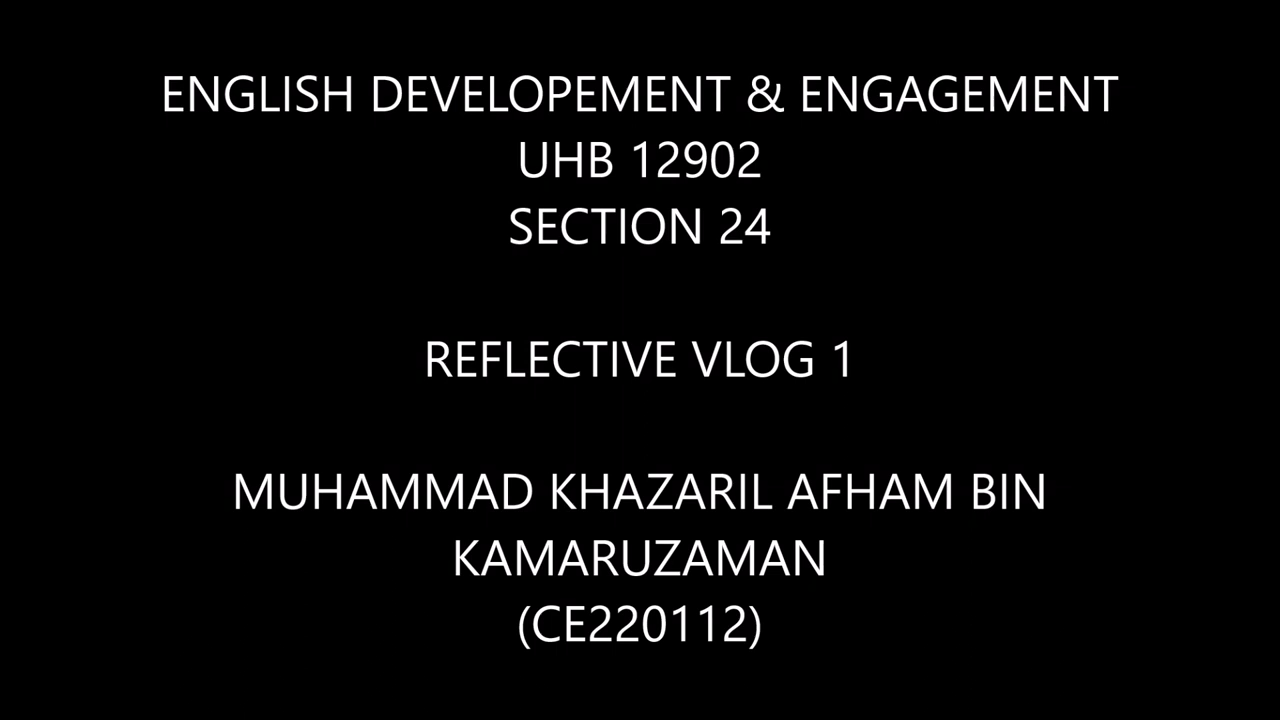 ENGLISH DEVELOPEMENT & ENGAGEMENT
UHB 12902
SECTION 24
REFLECTIVE VLOG 1
MUHAMMAD KHAZARIL AFHAM BIN
KAMARUZAMAN
(CE220112)